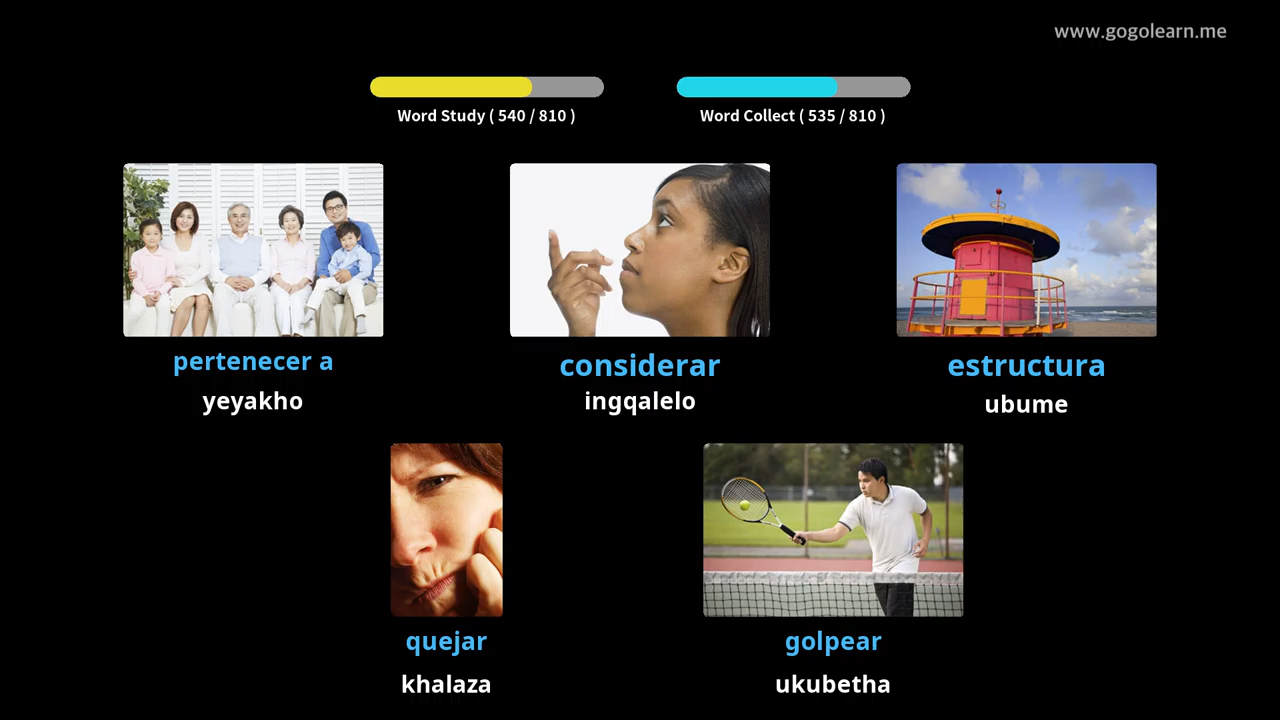 www.gogolearn.me
Word Study ( 540 / 810 )
Word Collect ( 535 / 810 )
pertenecer a
yeyakho
considerar
ingqalelo
estructura
ubume
quejar
khalaza
golpear
ukubetha